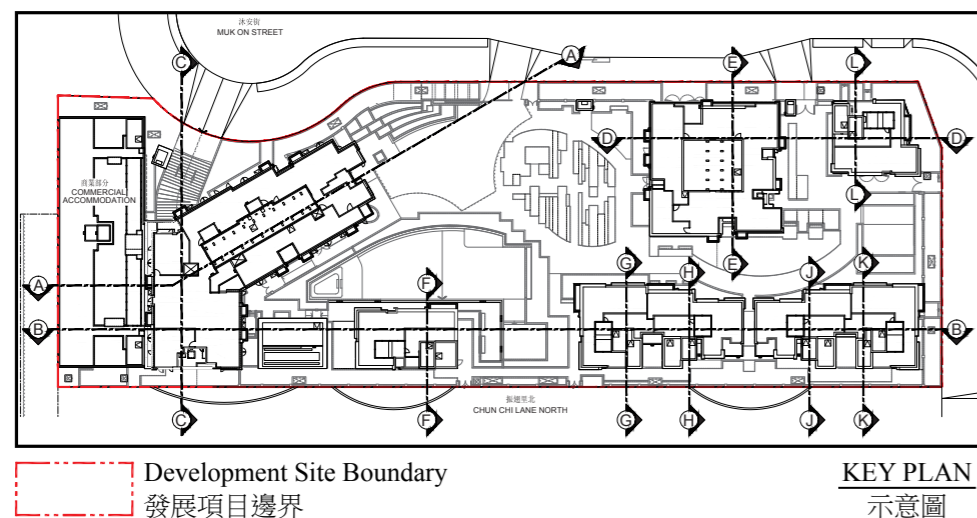 沐安街
MUK ON STREET
C
A
E
L
D
D
商業部分
COMMERCIAL
ACCOMMODATION
L
A
F
G
E
H
J
K
B
B
M
振翅里北
CHUN CHI LANE NORTH
C
F
G
H
J
K
Development Site Boundary
發展項目邊界
KEY PLAN
示意圖